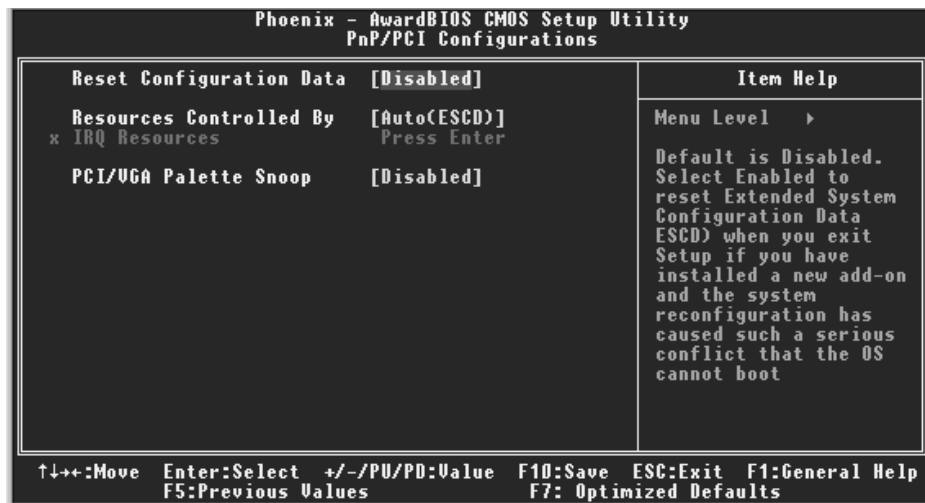 Phoenix - AwardBIOS CMOS Setup Utility
PnP/PCI Configurations
Reset Configuration Data [Disabled]
Resources Controlled By [Auto(ESCD)]
x IRQ Resources Press Enter
PCI/VGA Palette Snoop [Disabled]
Item Help
Menu Level ▸
Default is Disabled.
Select Enabled to
reset Extended System
Configuration Data
ESCD) when you exit
Setup if you have
installed a new add-on
and the system
reconfiguration has
caused such a serious
conflict that the OS
cannot boot
↑↓→←:Move Enter:Select +/-/PU/PD:Value F10:Save ESC:Exit F1:General Help
F5:Previous Values F7: Optimized Defaults